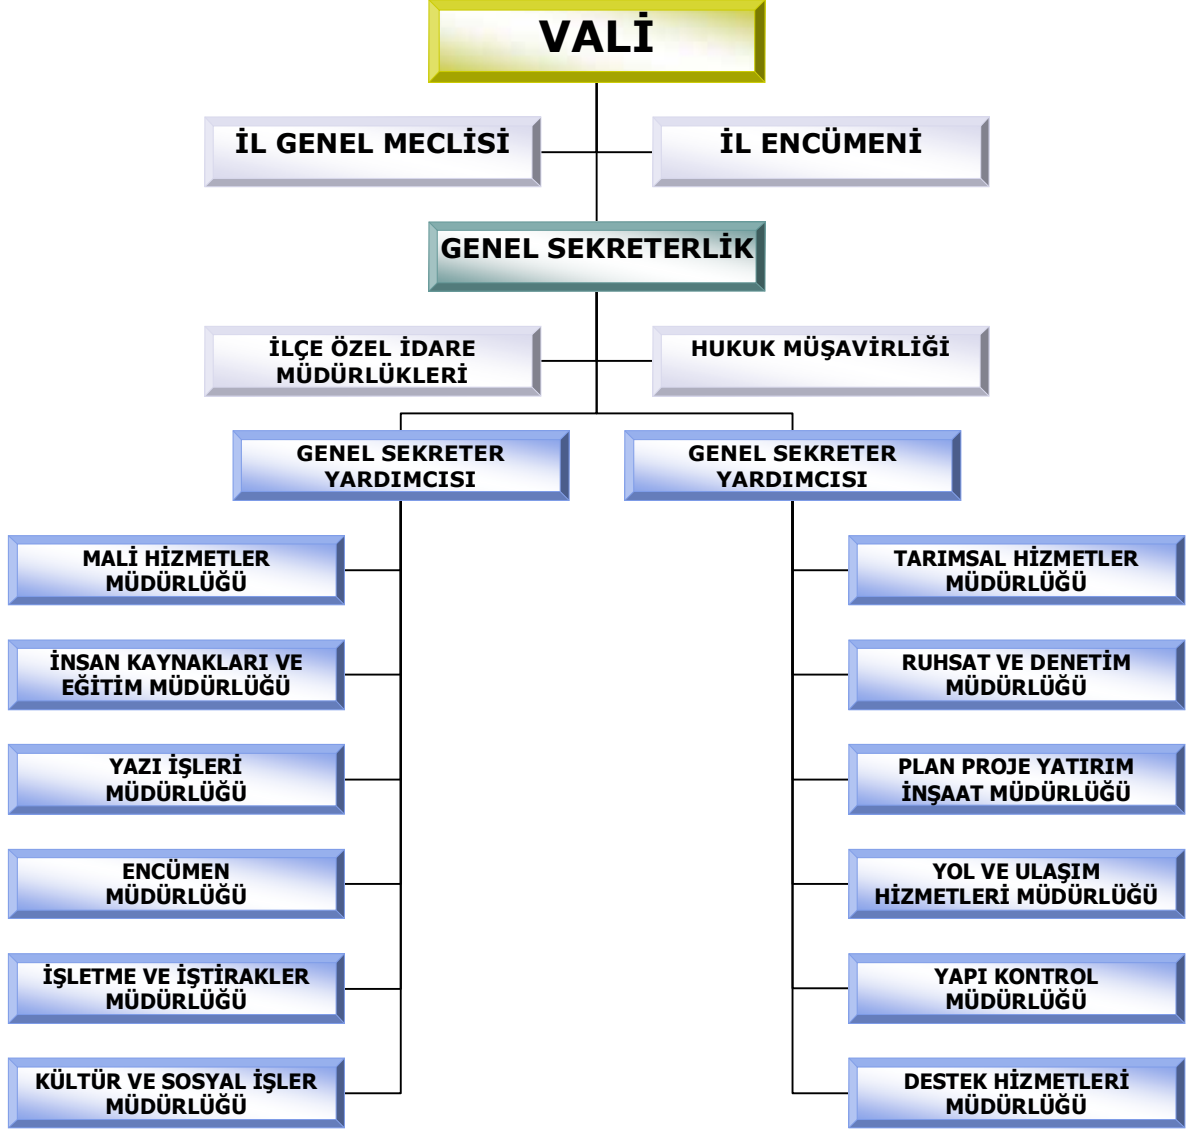 VALİ
İL GENEL MECLİSİ
İL ENCÜMENİ
GENEL SEKRETERLİK
İLÇE ÖZEL İDARE
MÜDÜRLÜKLERİ
HUKUK MÜŞAVİRLİĞİ
GENEL SEKRETER
YARDIMCISI
GENEL SEKRETER
YARDIMCISI
MALİ HİZMETLER
MÜDÜRLÜĞÜ
TARIMSAL HİZMETLER
MÜDÜRLÜĞÜ
İNSAN KAYNAKLARI VE
EĞİTİM MÜDÜRLÜĞÜ
RUHSAT VE DENETİM
MÜDÜRLÜĞÜ
YAZI İŞLERİ
MÜDÜRLÜĞÜ
PLAN PROJE YATIRIM
İNŞAAT MÜDÜRLÜĞÜ
ENCÜMEN
MÜDÜRLÜĞÜ
YOL VE ULAŞIM
HİZMETLERİ MÜDÜRLÜĞÜ
İŞLETME VE İŞTİRAKLER
MÜDÜRLÜĞÜ
YAPI KONTROL
MÜDÜRLÜĞÜ
KÜLTÜR VE SOSYAL İŞLER
MÜDÜRLÜĞÜ
DESTEK HİZMETLERİ
MÜDÜRLÜĞÜ